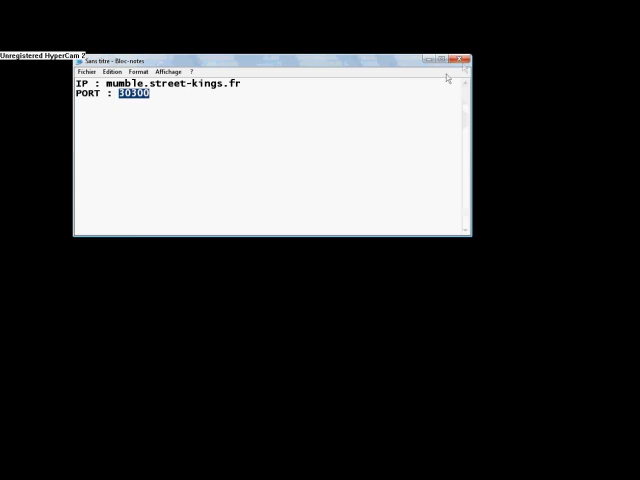 Unregistered HyperCam 2
Sans titre - Bloc-notes
Fichier Edition Format Affichage ?
IP : mumble.street-kings.fr
PORT : 30300